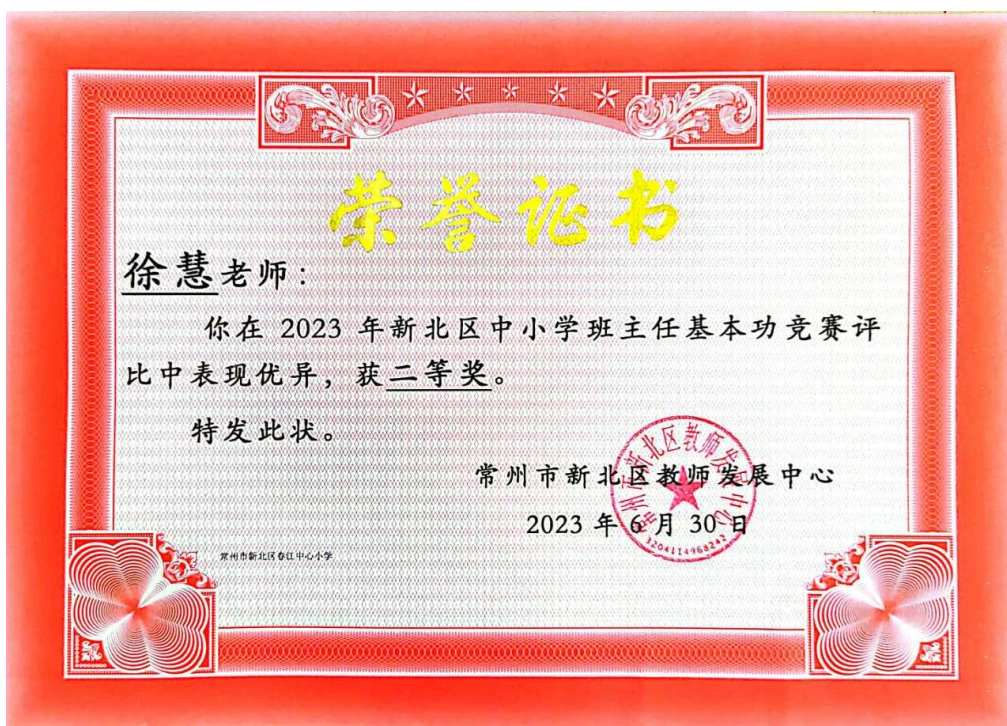 荣誉证书
徐慧老师：
你在 2023 年新北区中小学班主任基本功竞赛评
比中表现优异，获二等奖。
特发此状。
常州市新北区教师发展中心
2023 年 6 月 30 日
常州市新北区教师发展中心
3204114968242
常州市新北区春江中心小学